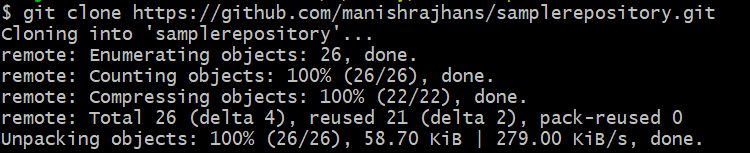 $ git clone https://github.com/manishrajhans/samplerepository.git
Cloning into 'samplerepository'...
remote: Enumerating objects: 26, done.
remote: Counting objects: 100% (26/26), done.
remote: Compressing objects: 100% (22/22), done.
remote: Total 26 (delta 4), reused 21 (delta 2), pack-reused 0
Unpacking objects: 100% (26/26), 58.70 KiB | 279.00 KiB/s, done.